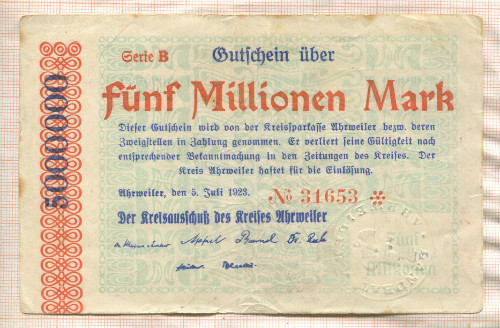 Serie B Gutschein über
Fünf Millionen Mark
Dieser Gutschein wird von der Kreissparkasse Ahrweiler bezw. deren
Zweigstellen in Zahlung genommen. Er verliert seine Gültigkeit nach
entsprechender Bekanntmachung in den Zeitungen des Kreises. Der
Kreis Ahrweiler haftet für die Einlösung.
Ahrweiler, den 5. Juli 1923. № 31653 ✻
Der Kreisausschuß des Kreises Ahrweiler
5000000
Fünf
Millionen